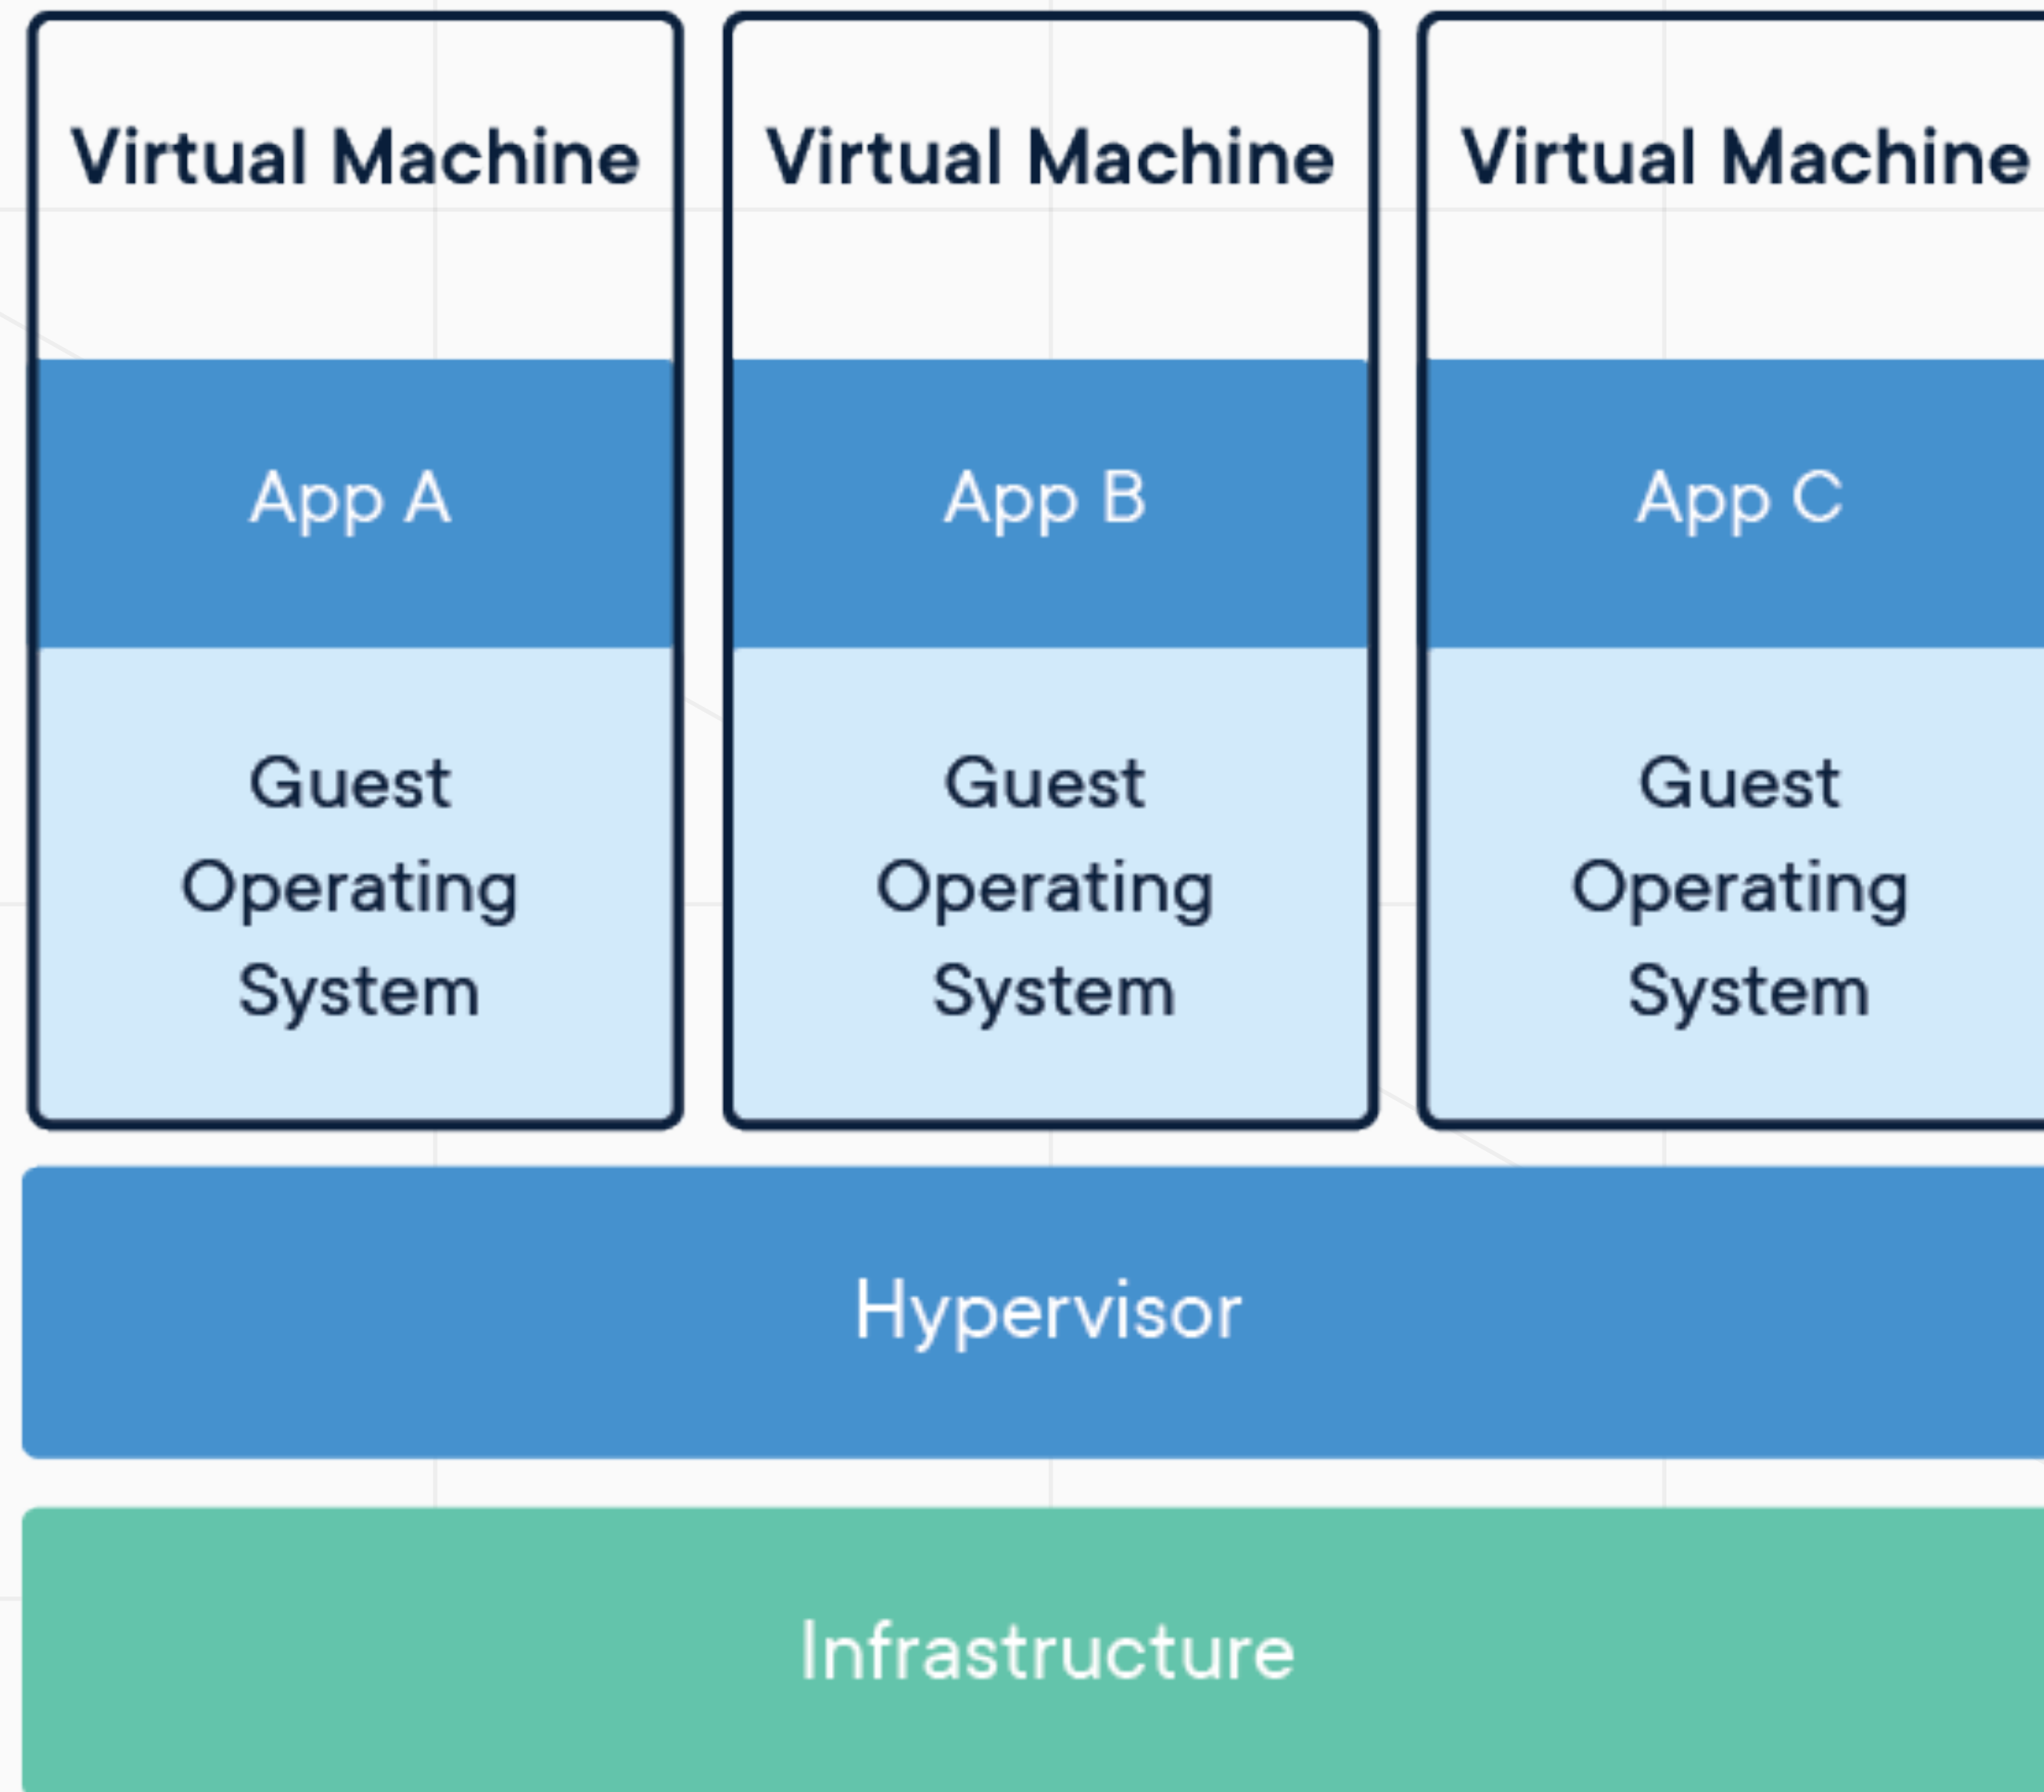 Virtual Machine
Virtual Machine
Virtual Machine
App A
App B
App C
Guest
Operating
System
Guest
Operating
System
Guest
Operating
System
Hypervisor
Infrastructure